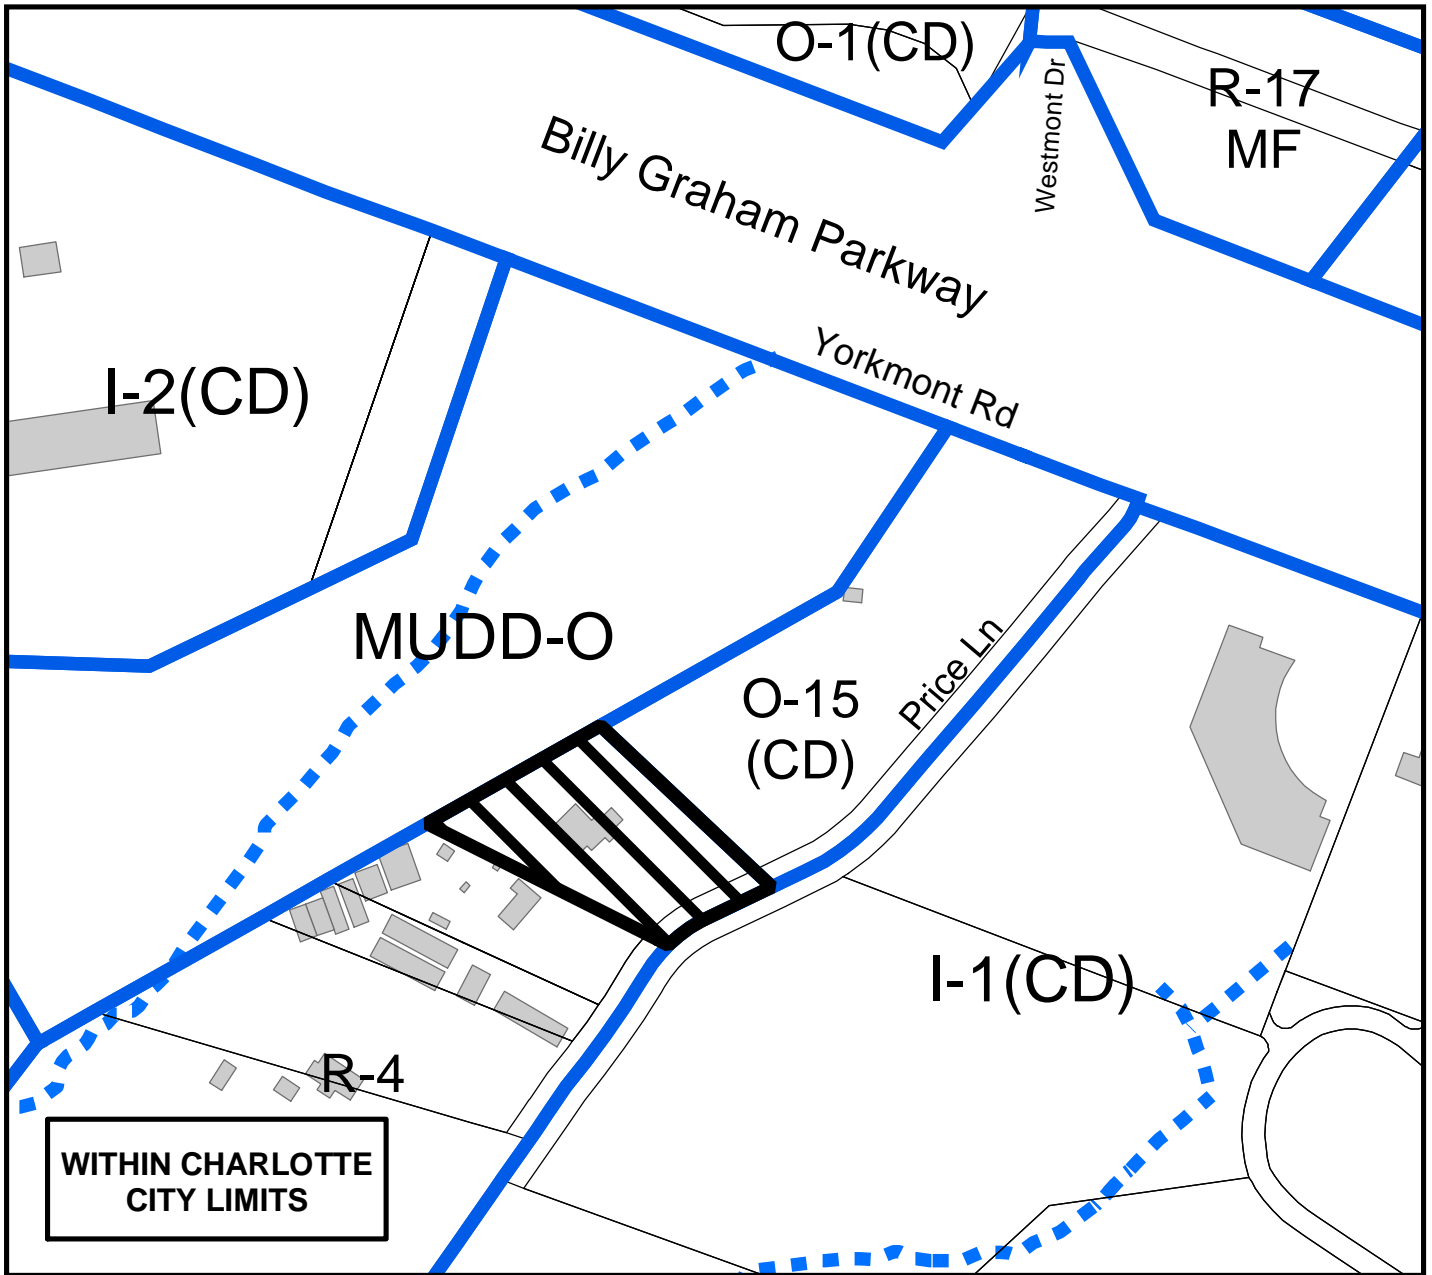 O-1(CD)
R-17
MF
Westmont Dr
Billy Graham Parkway
Yorkmont Rd
I-2(CD)
MUDD-O
O-15
(CD)
Price Ln
I-1(CD)
R-4
WITHIN CHARLOTTE
CITY LIMITS